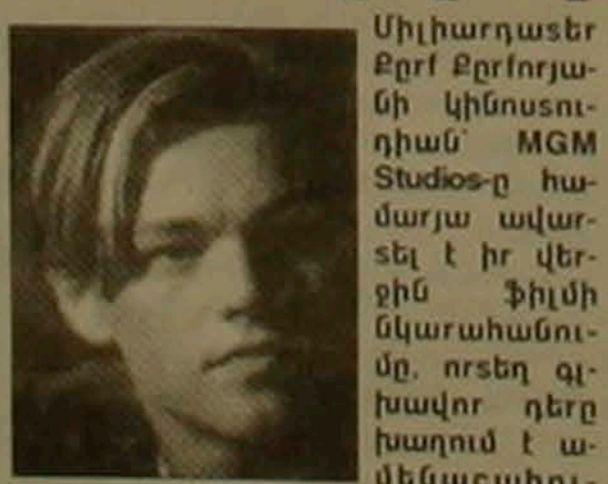 Միլիարդատեր
Քըրք Քըրքորյա-
նի կինոստու-
դիան՝ MGM
Studios-ը հա-
մարյա ավար-
տել է իր վեր-
ջին ֆիլմի
նկարահանու-
մը, որտեղ գլ-
խավոր դերը
խաղում է ա-